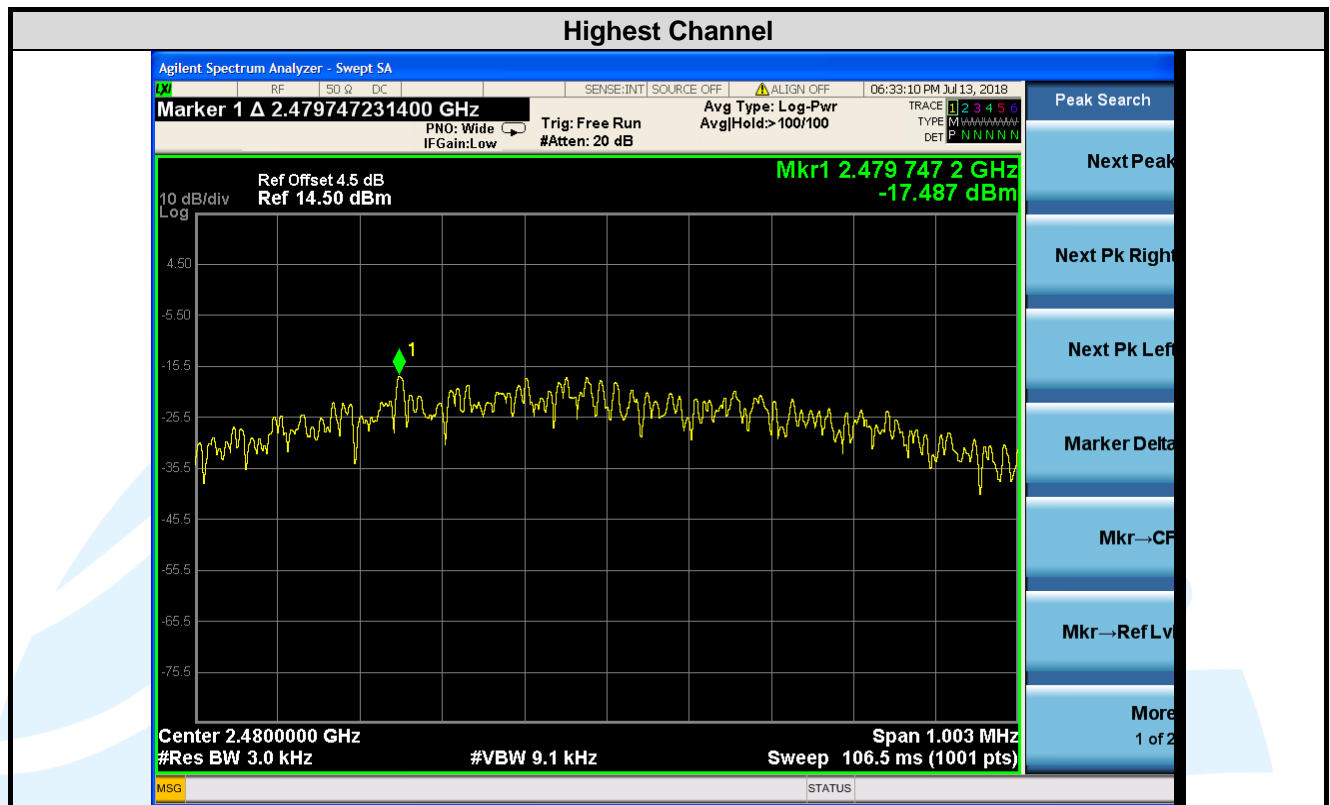 Highest Channel
Agilent Spectrum Analyzer - Swept SA
LXI RF 50 Ω DC SENSE:INT SOURCE OFF ALIGN OFF 06:33:10 PM Jul 13, 2018
Marker 1 Δ 2.479747231400 GHz
PNO: Wide
IFGain:Low
Trig: Free Run
#Atten: 20 dB
Avg Type: Log-Pwr
Avg|Hold:>100/100
TRACE 1 2 3 4 5 6
TYPE M WWWWW
DET P N N N N N
Peak Search
Mkr1 2.479 747 2 GHz
-17.487 dBm
Ref Offset 4.5 dB
10 dB/div Ref 14.50 dBm
Log
4.50
-5.50
-15.5
-25.5
-35.5
-45.5
-55.5
-65.5
-75.5
1
Center 2.4800000 GHz
Span 1.003 MHz
#Res BW 3.0 kHz
#VBW 9.1 kHz
Sweep 106.5 ms (1001 pts)
Next Peak
Next Pk Right
Next Pk Left
Marker Delta
Mkr→CF
Mkr→Ref Lvl
More
1 of 2
MSG
STATUS